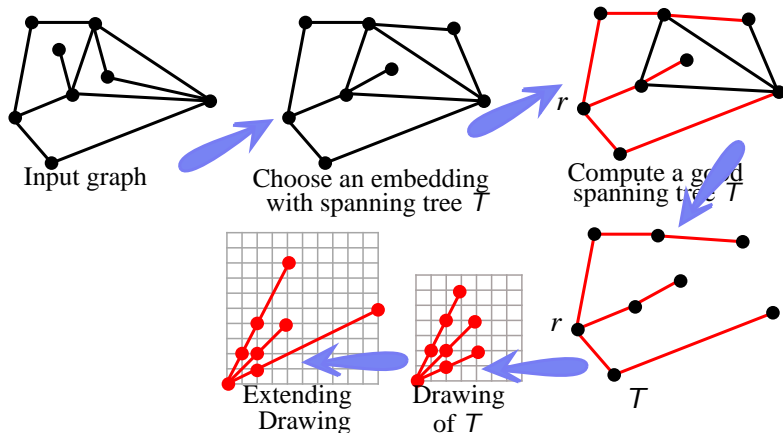 Input graph
Choose an embedding
with spanning tree T
r
Compute a good
spanning tree T
r
T
Drawing
of T
Extending
Drawing